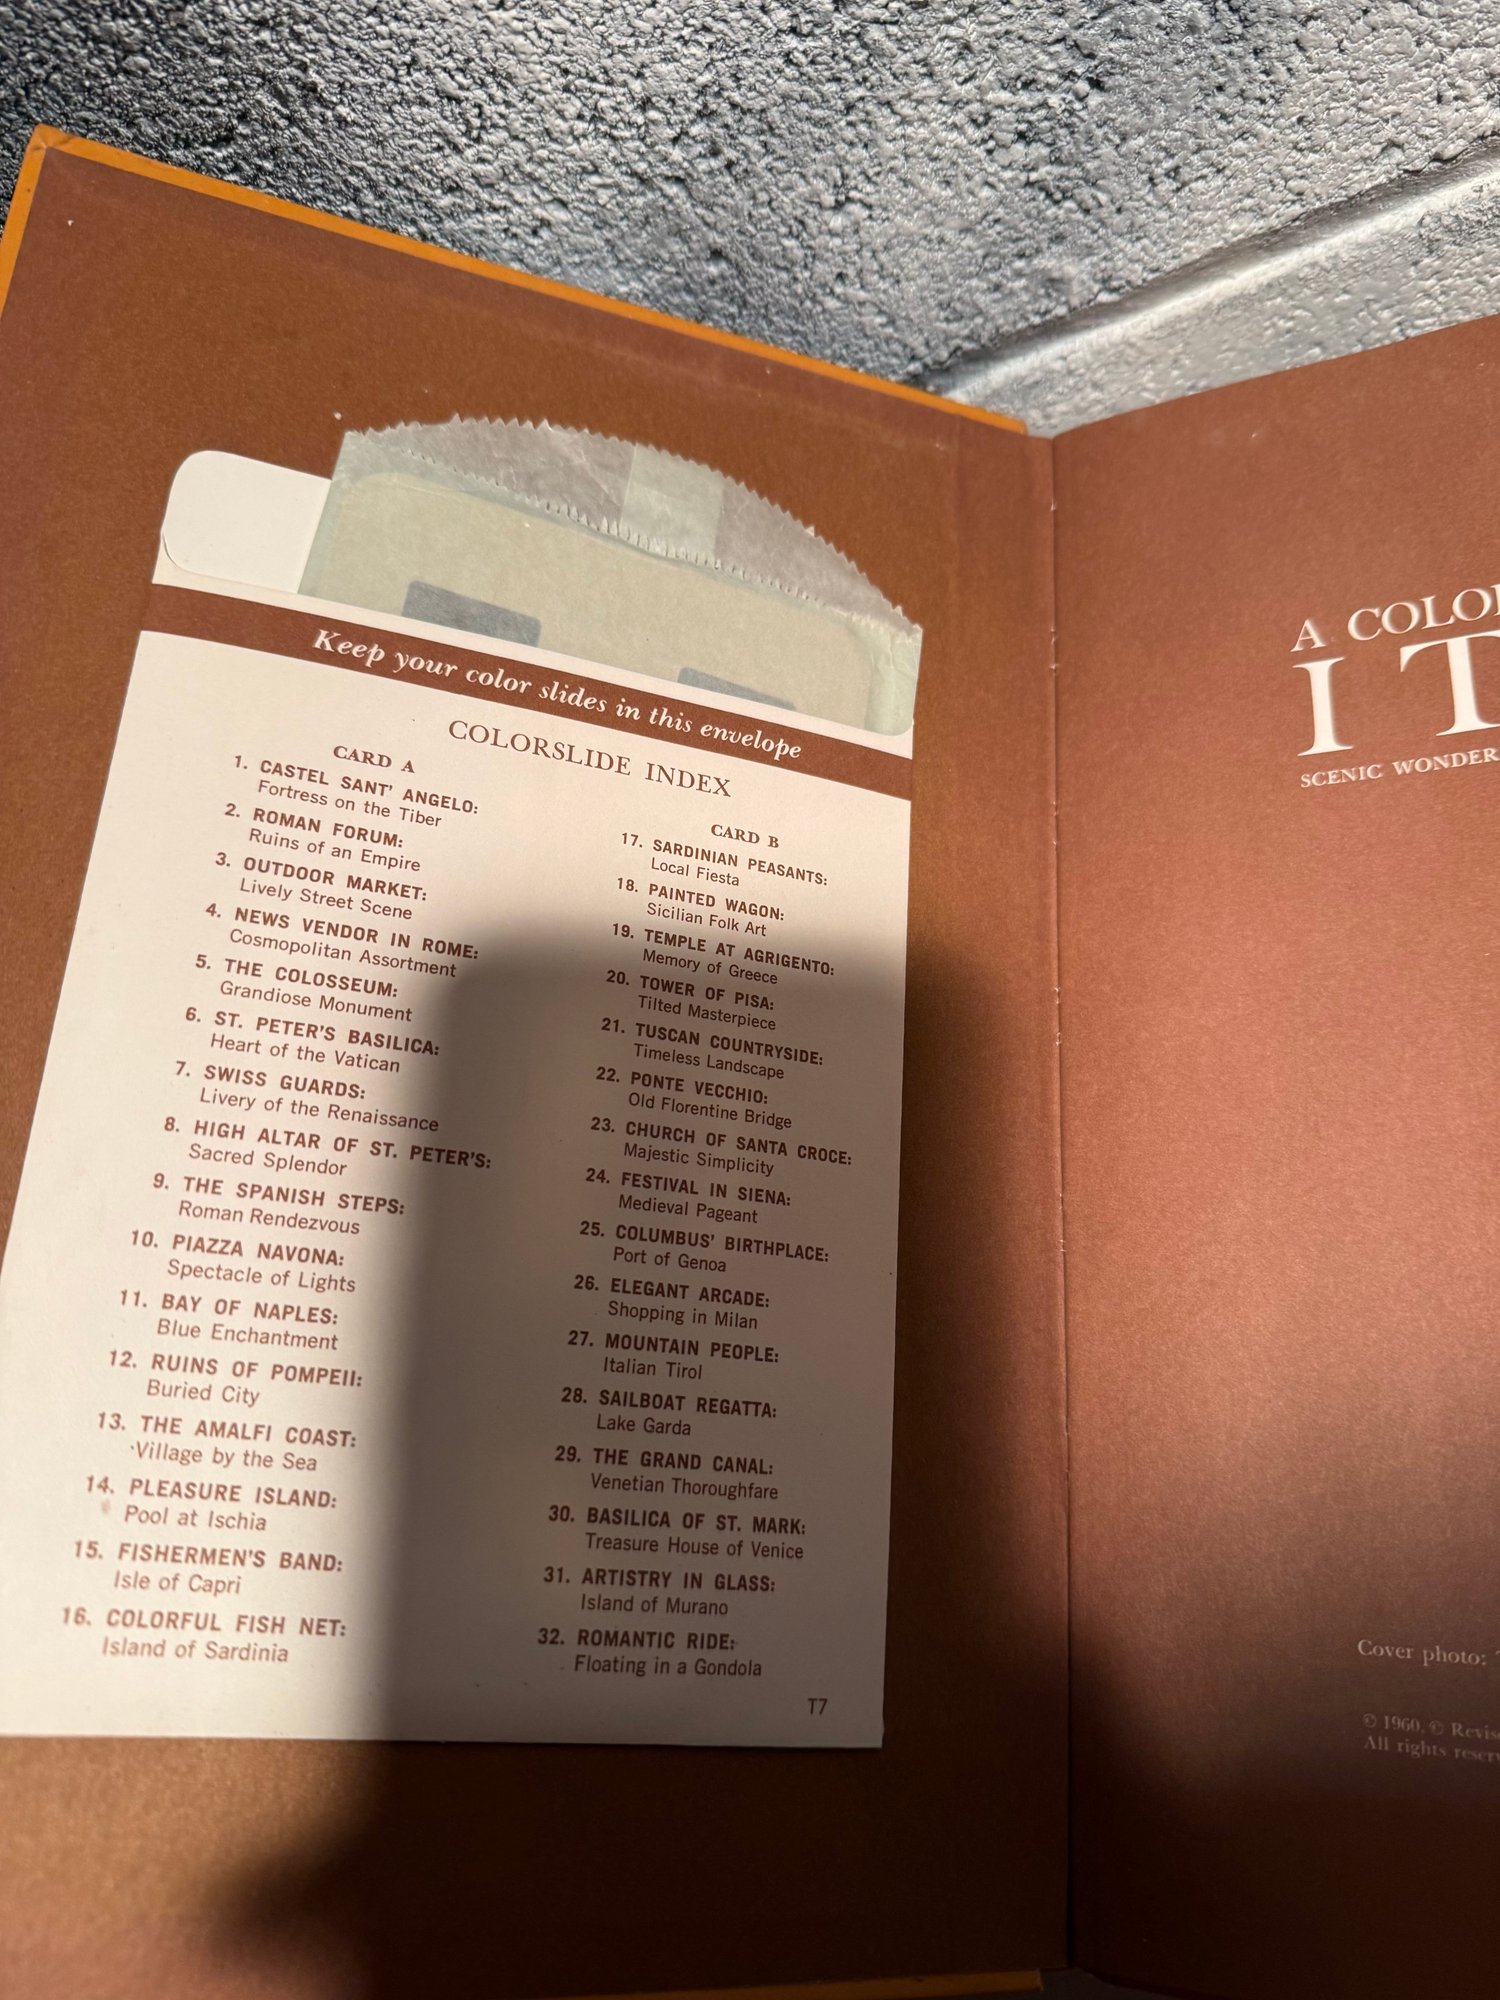 Keep your color slides in this envelope
COLORSLIDE INDEX
CARD A
1. CASTEL SANT' ANGELO:
Fortress on the Tiber
2. ROMAN FORUM:
Ruins of an Empire
3. OUTDOOR MARKET:
Lively Street Scene
4. NEWS VENDOR IN ROME:
Cosmopolitan Assortment
5. THE COLOSSEUM:
Grandiose Monument
6. ST. PETER'S BASILICA:
Heart of the Vatican
7. SWISS GUARDS:
Livery of the Renaissance
8. HIGH ALTAR OF ST. PETER'S:
Sacred Splendor
9. THE SPANISH STEPS:
Roman Rendezvous
10. PIAZZA NAVONA:
Spectacle of Lights
11. BAY OF NAPLES:
Blue Enchantment
12. RUINS OF POMPEII:
Buried City
13. THE AMALFI COAST:
Village by the Sea
14. PLEASURE ISLAND:
Pool at Ischia
15. FISHERMEN'S BAND:
Isle of Capri
16. COLORFUL FISH NET:
Island of Sardinia
CARD B
17. SARDINIAN PEASANTS:
Local Fiesta
18. PAINTED WAGON:
Sicilian Folk Art
19. TEMPLE AT AGRIGENTO:
Memory of Greece
20. TOWER OF PISA:
Tilted Masterpiece
21. TUSCAN COUNTRYSIDE:
Timeless Landscape
22. PONTE VECCHIO:
Old Florentine Bridge
23. CHURCH OF SANTA CROCE:
Majestic Simplicity
24. FESTIVAL IN SIENA:
Medieval Pageant
25. COLUMBUS' BIRTHPLACE:
Port of Genoa
26. ELEGANT ARCADE:
Shopping in Milan
27. MOUNTAIN PEOPLE:
Italian Tirol
28. SAILBOAT REGATTA:
Lake Garda
29. THE GRAND CANAL:
Venetian Thoroughfare
30. BASILICA OF ST. MARK:
Treasure House of Venice
31. ARTISTRY IN GLASS:
Island of Murano
32. ROMANTIC RIDE:
Floating in a Gondola
T7
A COLO
I T
SCENIC WONDER
Cover photo:
© 1960, © Revis
All rights reser